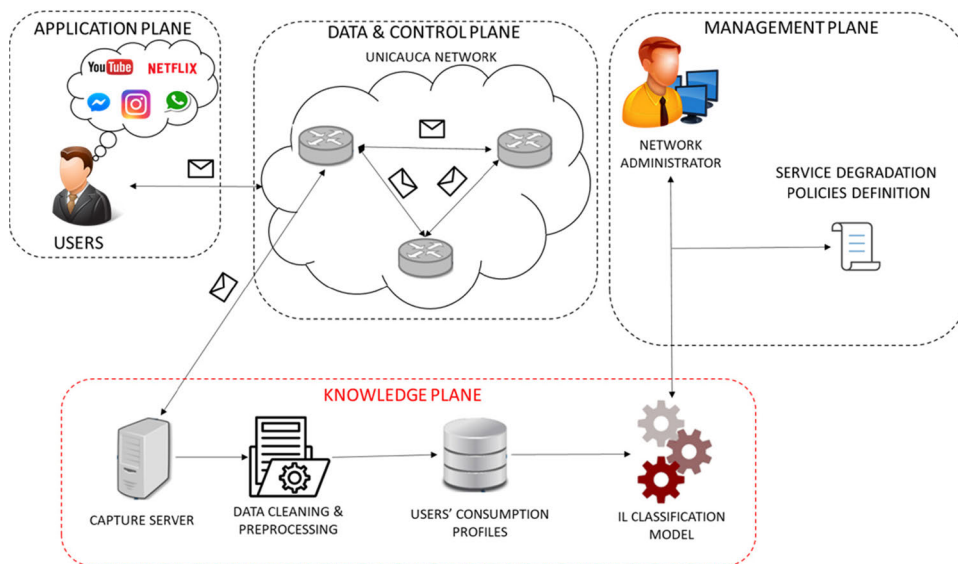 APPLICATION PLANE
YouTube
NETFLIX
USERS
DATA & CONTROL PLANE
UNICAUCA NETWORK
MANAGEMENT PLANE
NETWORK
ADMINISTRATOR
SERVICE DEGRADATION
POLICIES DEFINITION
KNOWLEDGE PLANE
CAPTURE SERVER
DATA CLEANING &
PREPROCESSING
USERS' CONSUMPTION
PROFILES
IL CLASSIFICATION
MODEL